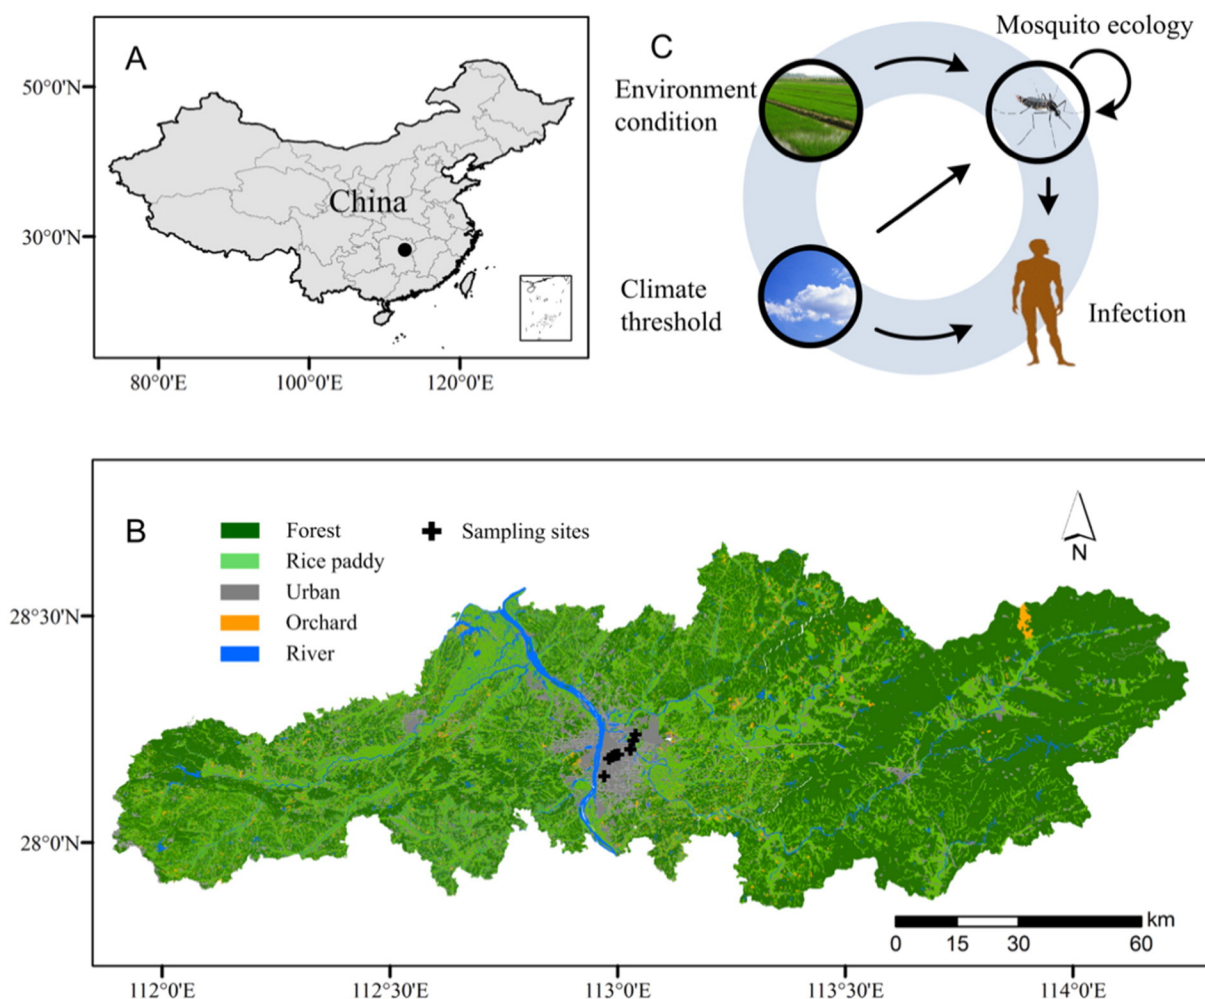 A
50°0'N
30°0'N
China
80°0'E
100°0'E
120°0'E
C
Mosquito ecology
Environment
condition
Climate
threshold
Infection
B
Forest
Rice paddy
Urban
Orchard
River
Sampling sites
N
28°30'N
28°0'N
km
0 15 30 60
112°0'E
112°30'E
113°0'E
113°30'E
114°0'E